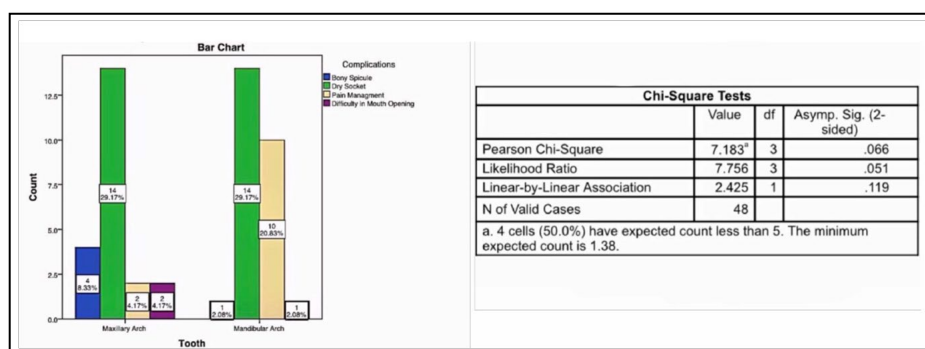 Bar Chart
Complications
Bony Spicule
Dry Socket
Pain Managment
Difficulty in Mouth Opening
Count
12.5
10.0
7.5
5.0
2.5
0.0
4
8.33%
14
29.17%
2
4.17%
2
4.17%
1
2.08%
14
29.17%
10
20.83%
1
2.08%
Maxillary Arch
Mandibular Arch
Tooth
Chi-Square Tests
Value df Asymp. Sig. (2-
sided)
Pearson Chi-Square 7.183a 3 .066
Likelihood Ratio 7.756 3 .051
Linear-by-Linear Association 2.425 1 .119
N of Valid Cases 48
a. 4 cells (50.0%) have expected count less than 5. The minimum
expected count is 1.38.